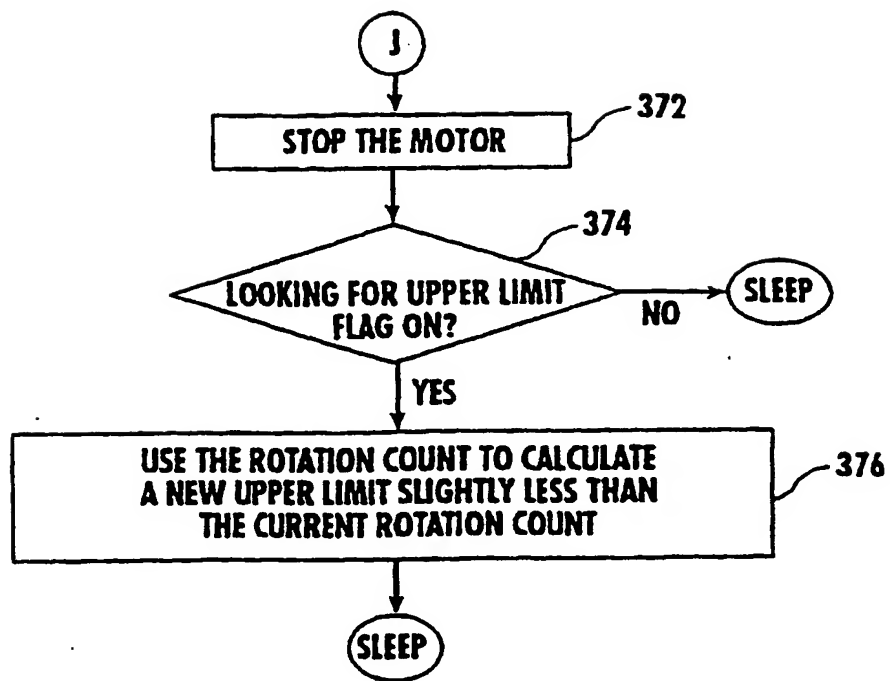 J
STOP THE MOTOR
372
374
LOOKING FOR UPPER LIMIT
FLAG ON?
NO
SLEEP
YES
USE THE ROTATION COUNT TO CALCULATE
A NEW UPPER LIMIT SLIGHTLY LESS THAN
THE CURRENT ROTATION COUNT
376
SLEEP